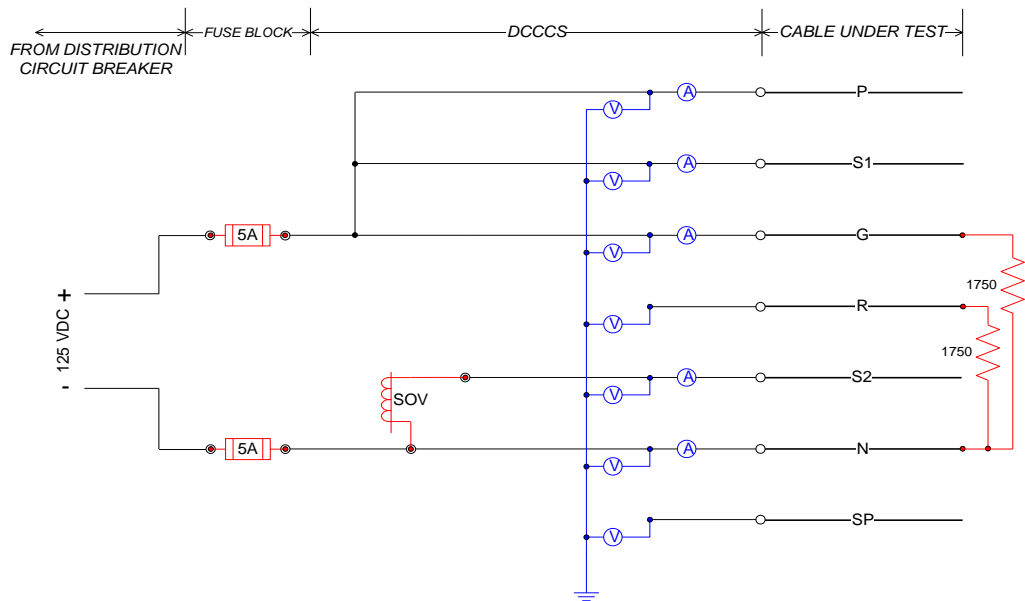 FROM DISTRIBUTION
CIRCUIT BREAKER
FUSE BLOCK
DCCCS
CABLE UNDER TEST
A
P
V
A
S1
V
5A
A
G
V
1750
125 VDC
+
-
R
V
1750
SOV
A
S2
V
5A
A
N
V
SP
V